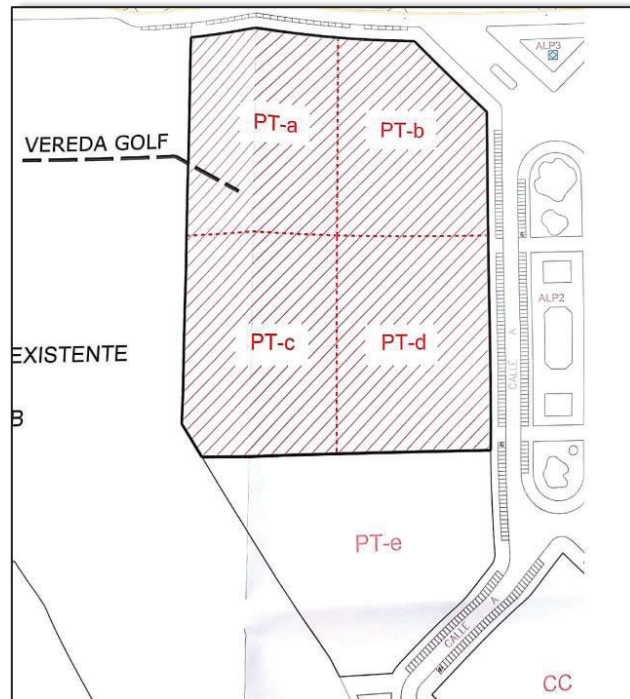 ALP3
PT-a
PT-b
VEREDA GOLF
ALP2
CALLE A
PT-c
PT-d
EXISTENTE
B
PT-e
CALLE A
CC